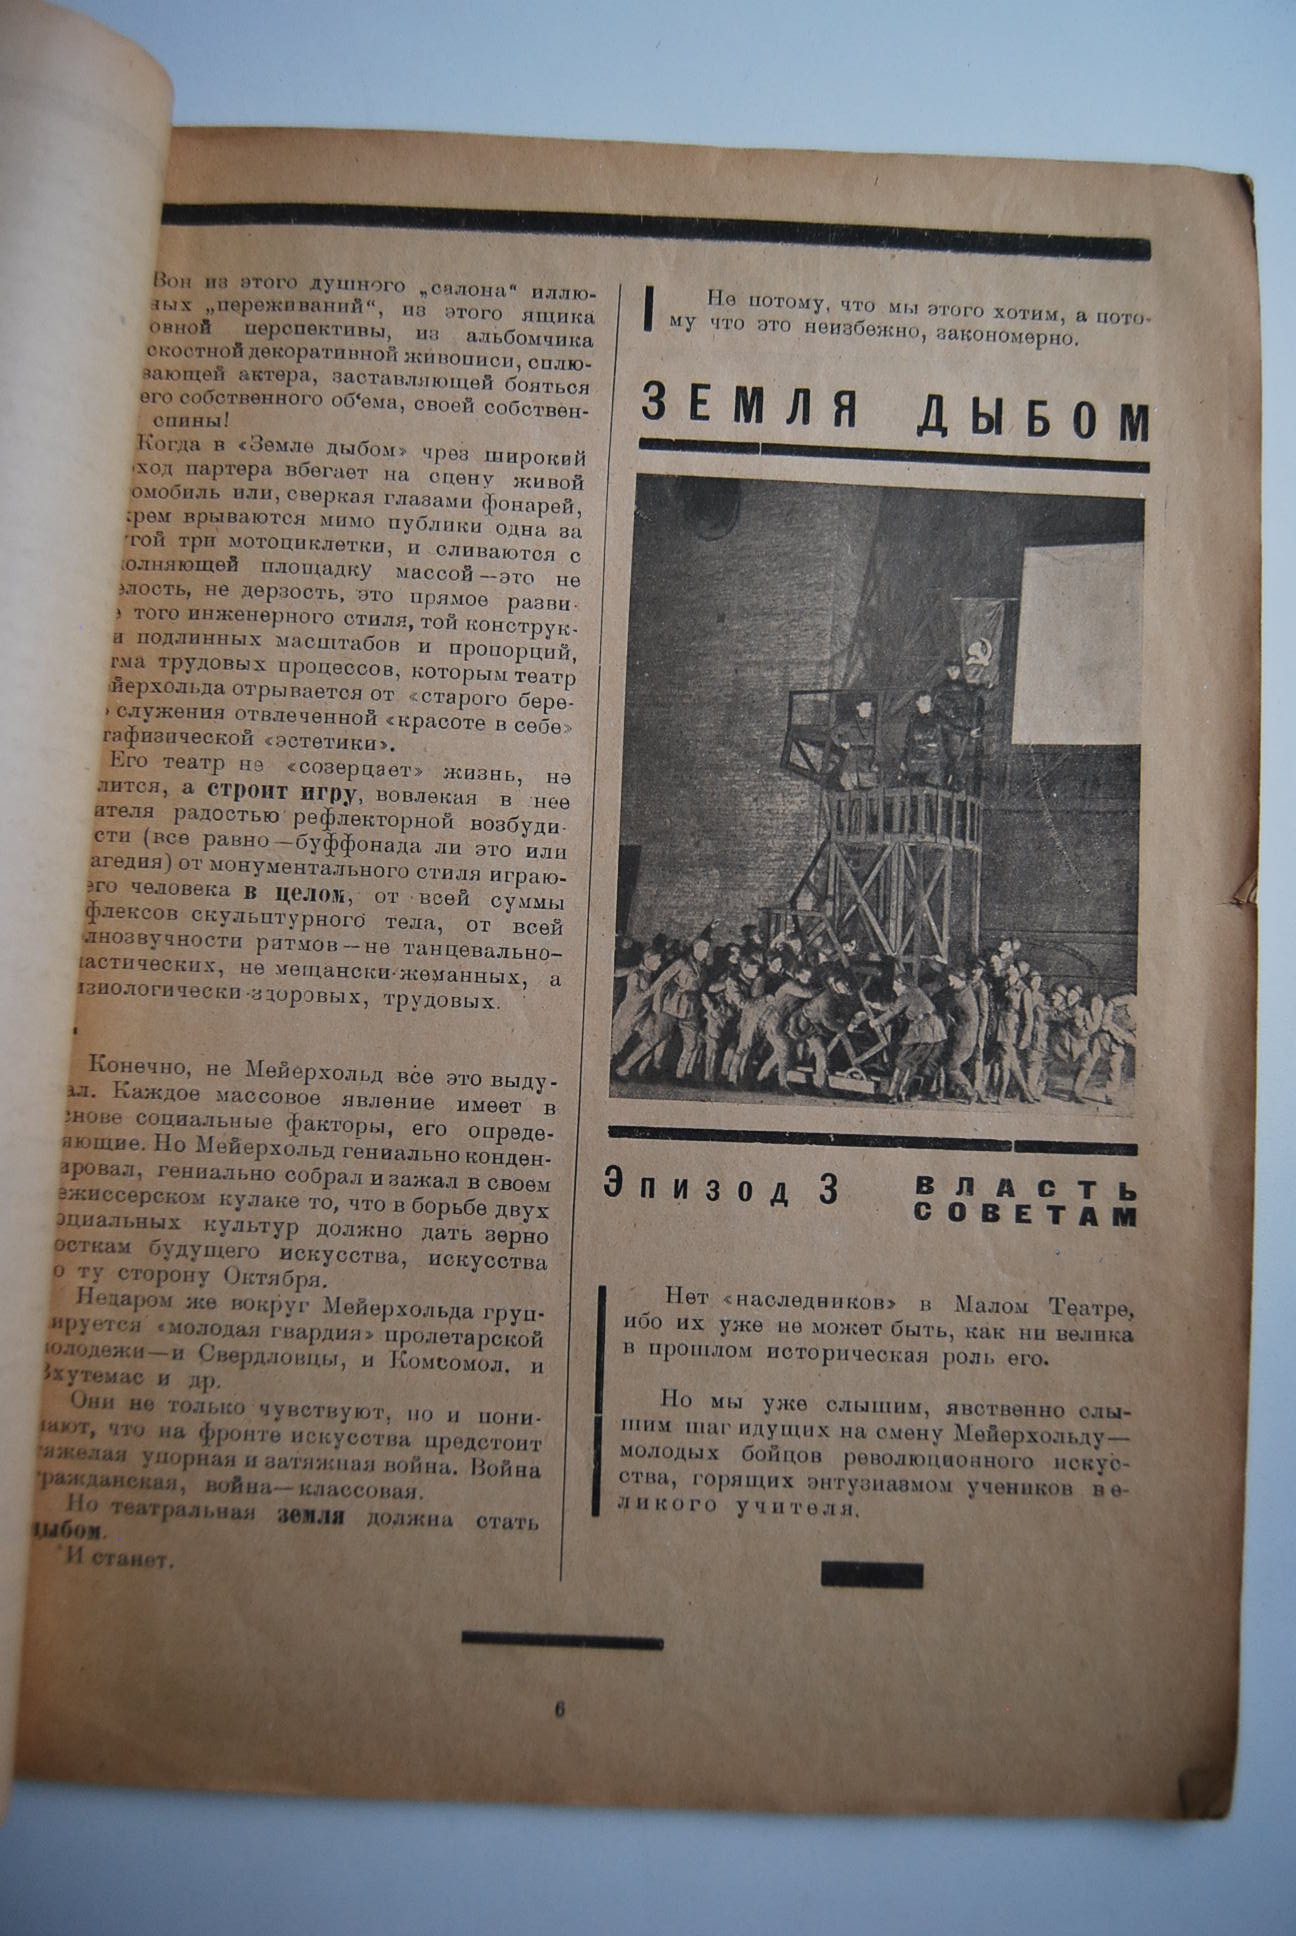 Вон из этого душного „салона“ иллю-
ных „переживаний“, из этого ящика
овной перспективы, из альбомчика
скостной декоративной живописи, сплю-
вающей актера, заставляющей бояться
его собственного об‘ема, своей собствен-
спины!
Когда в «Земле дыбом» чрез широкий
ход партера вбегает на сцену живой
омобиль или, сверкая глазами фонарей,
врываются мимо публики одна за
гой три мотоциклетки, и сливаются с
олняющей площадку массой—это не
елость, не дерзость, это прямое разви-
того инженерного стиля, той конструк-
и подлинных масштабов и пропорций,
тма трудовых процессов, которым театр
йерхольда отрывается от «старого бере-
служения отвлеченной «красоте в себе»
тафизической «эстетики».
Его театр не «созерцает» жизнь, не
лится, а строит игру, вовлекая в нее
ителя радостью рефлекторной возбуди-
сти (все равно—буффонада ли это или
агедия) от монументального стиля играю-
его человека в целом, от всей суммы
флексов скульптурного тела, от всей
лнозвучности ритмов—не танцевально-
астических, не мещански-жеманных, а
изиологически-здоровых, трудовых.
Конечно, не Мейерхольд все это выду-
ал. Каждое массовое явление имеет в
снове социальные факторы, его опреде-
яющие. Но Мейерхольд гениально конден-
ировал, гениально собрал и зажал в своем
ежиссерском кулаке то, что в борьбе двух
оциальных культур должно дать зерно
осткам будущего искусства, искусства
о ту сторону Октября.
Недаром же вокруг Мейерхольда груп-
ируется «молодая гвардия» пролетарской
олодежи—и Свердловцы, и Комсомол, и
Вхутемас и др.
Они не только чувствуют, но и пони-
ают, что на фронте искусства предстоит
тяжелая упорная и затяжная война. Война
гражданская, война—классовая.
Но театральная земля должна стать
дыбом.
И станет.
Не потому, что мы этого хотим, а пото-
му что это неизбежно, закономерно.
ЗЕМЛЯ ДЫБОМ
Эпизод 3 ВЛАСТЬ
СОВЕТАМ
Нет «наследников» в Малом Театре,
ибо их уже не может быть, как ни велика
в прошлом историческая роль его.
Но мы уже слышим, явственно слы-
шим шаг идущих на смену Мейерхольду—
молодых бойцов революционного искус-
ства, горящих энтузиазмом учеников ве-
ликого учителя.
6